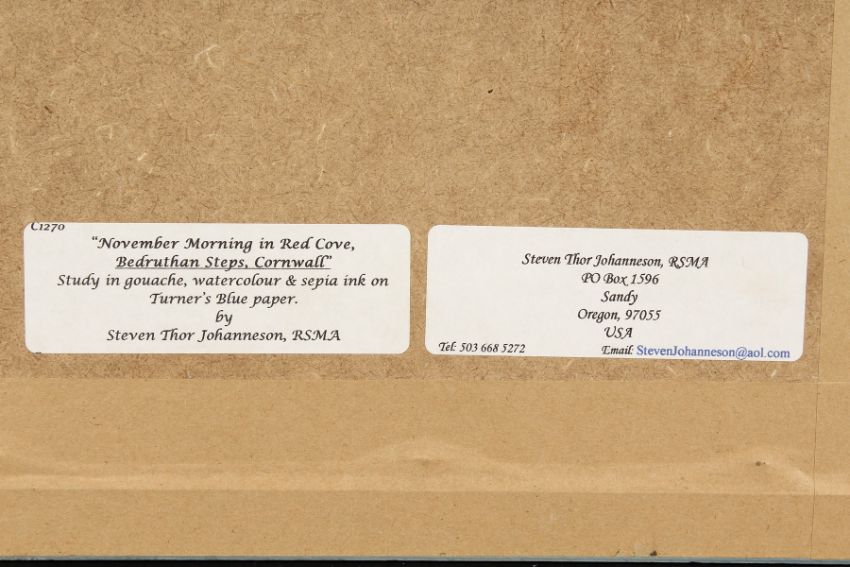 C1270
“November Morning in Red Cove,
Bedruthan Steps, Cornwall”
Study in gouache, watercolour & sepia ink on
Turner’s Blue paper.
by
Steven Thor Johanneson, RSMA
Steven Thor Johanneson, RSMA
PO Box 1596
Sandy
Oregon, 97055
USA
Tel: 503 668 5272 Email: StevenJohanneson@aol.com